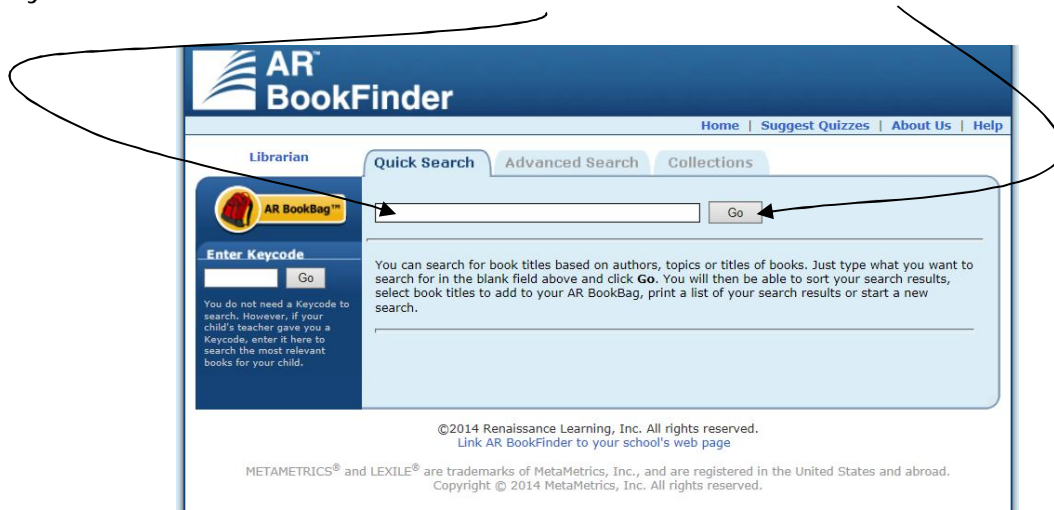 AR™
BookFinder
Home | Suggest Quizzes | About Us | Help
Librarian
Quick Search
Advanced Search
Collections
AR BookBag™
Go
Enter Keycode
Go
You do not need a Keycode to
search. However, if your
child's teacher gave you a
Keycode, enter it here to
search the most relevant
books for your child.
You can search for book titles based on authors, topics or titles of books. Just type what you want to
search for in the blank field above and click Go. You will then be able to sort your search results,
select book titles to add to your AR BookBag, print a list of your search results or start a new
search.
©2014 Renaissance Learning, Inc. All rights reserved.
Link AR BookFinder to your school's web page
METAMETRICS® and LEXILE® are trademarks of MetaMetrics, Inc., and are registered in the United States and abroad.
Copyright © 2014 MetaMetrics, Inc. All rights reserved.